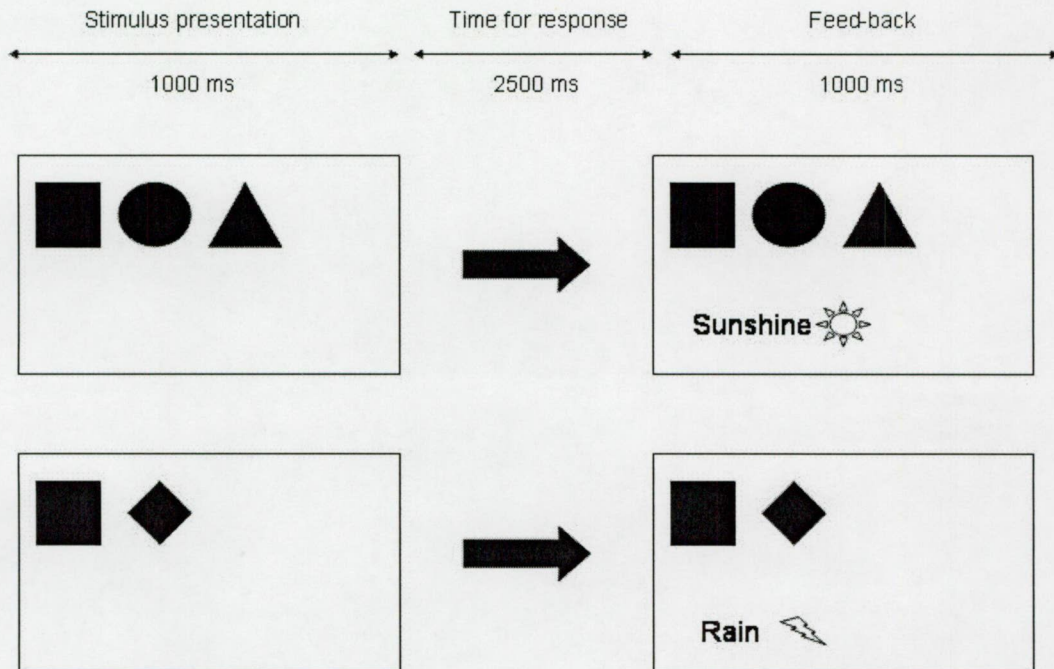 Stimulus presentation
Time for response
Feed-back
1000 ms
2500 ms
1000 ms
Sunshine
Rain